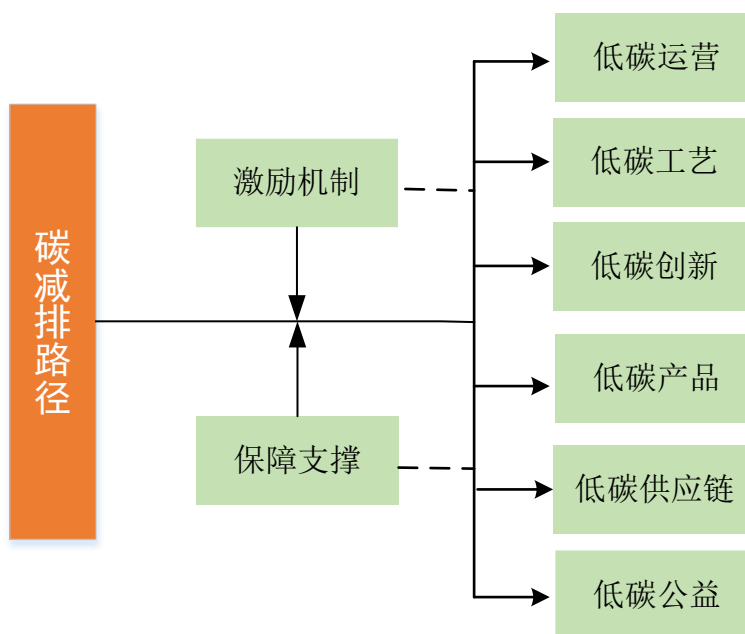 碳减排路径
激励机制
保障支撑
低碳运营
低碳工艺
低碳创新
低碳产品
低碳供应链
低碳公益